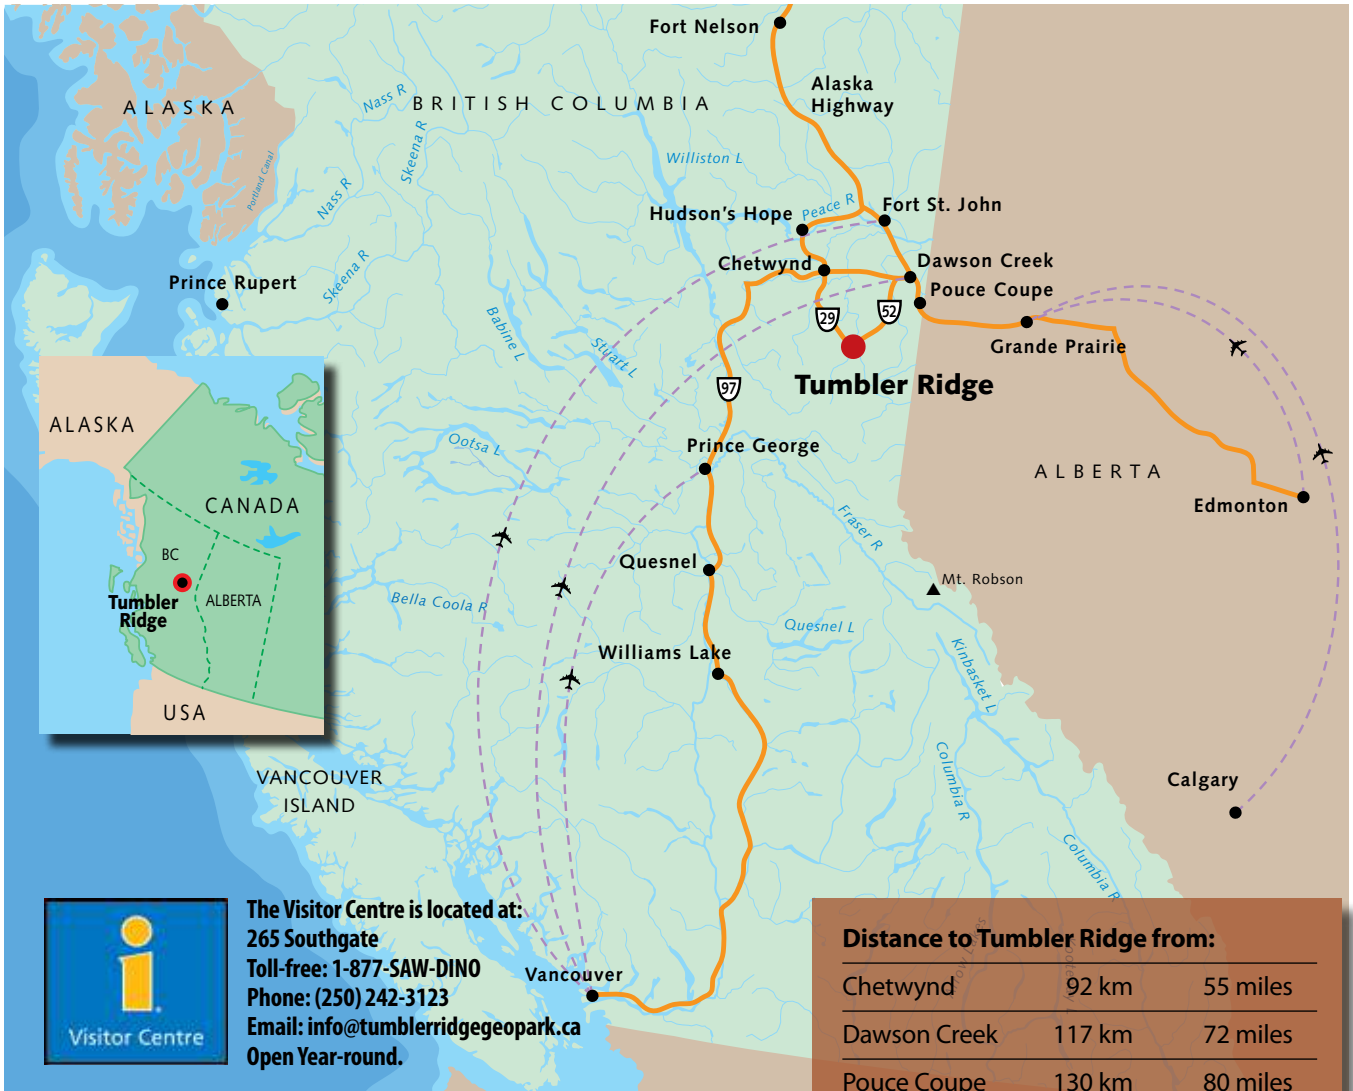 Fort Nelson
Alaska
Highway
ALASKA
BRITISH COLUMBIA
Nass R
Skeena R
Portland Canal
Williston L
Nass R
Peace R
Hudson's Hope
Fort St. John
Skeena R
Chetwynd
Dawson Creek
Prince Rupert
Pouce Coupe
29
52
Babine L
Stuart L
Grande Prairie
97
Tumbler Ridge
Ootsa L
Prince George
ALBERTA
Edmonton
Fraser R
Quesnel
Mt. Robson
Bella Coola R
Quesnel L
Williams Lake
Kinbasket L
Columbia R
Calgary
Columbia R
ALASKA
CANADA
BC
Tumbler
Ridge
ALBERTA
USA
VANCOUVER
ISLAND
Vancouver
i
Visitor Centre
The Visitor Centre is located at:
265 Southgate
Toll-free: 1-877-SAW-DINO
Phone: (250) 242-3123
Email: info@tumblerridgegeopark.ca
Open Year-round.
Distance to Tumbler Ridge from:
Chetwynd 92 km 55 miles
Dawson Creek 117 km 72 miles
Pouce Coupe 130 km 80 miles